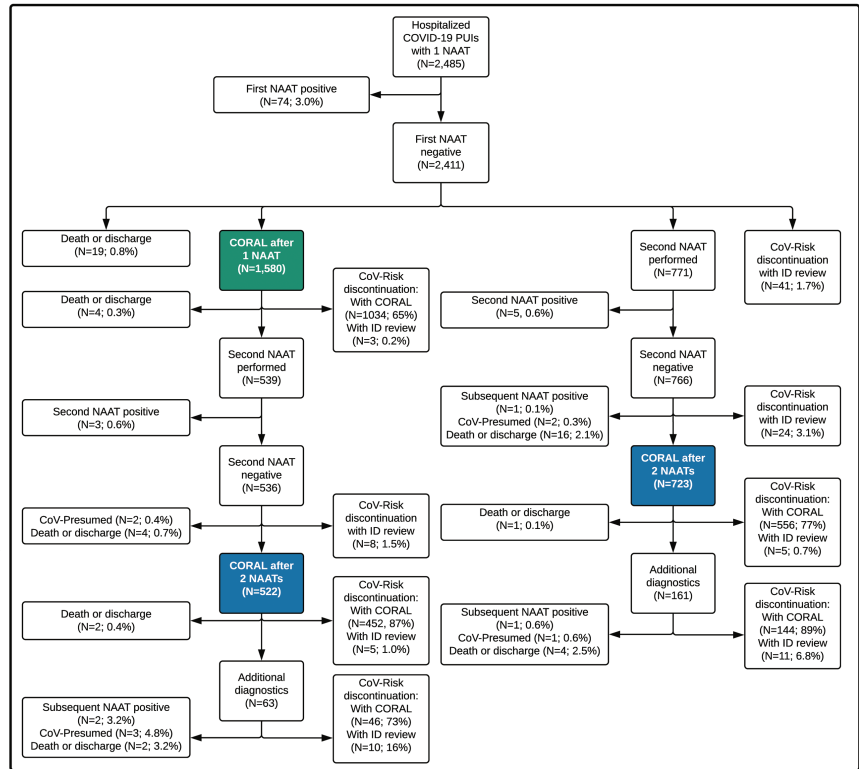 Hospitalized
COVID-19 PUIs
with 1 NAAT
(N=2,485)
First NAAT positive
(N=74; 3.0%)
First NAAT
negative
(N=2,411)
Death or discharge
(N=19; 0.8%)
CORAL after
1 NAAT
(N=1,580)
Death or discharge
(N=4; 0.3%)
CoV-Risk
discontinuation:
With CORAL
(N=1034; 65%)
With ID review
(N=3; 0.2%)
Second NAAT
performed
(N=539)
Second NAAT positive
(N=3; 0.6%)
Second NAAT
negative
(N=536)
CoV-Presumed (N=2; 0.4%)
Death or discharge (N=4; 0.7%)
CoV-Risk
discontinuation
with ID review
(N=8; 1.5%)
CORAL after
2 NAATs
(N=522)
Death or discharge
(N=2; 0.4%)
CoV-Risk
discontinuation:
With CORAL
(N=452, 87%)
With ID review
(N=5; 1.0%)
Additional
diagnostics
(N=63)
Subsequent NAAT positive
(N=2; 3.2%)
CoV-Presumed (N=3; 4.8%)
Death or discharge (N=2; 3.2%)
CoV-Risk
discontinuation:
With CORAL
(N=46; 73%)
With ID review
(N=10; 16%)
Second NAAT
performed
(N=771)
CoV-Risk
discontinuation
with ID review
(N=41; 1.7%)
Second NAAT positive
(N=5, 0.6%)
Second NAAT
negative
(N=766)
Subsequent NAAT positive
(N=1; 0.1%)
CoV-Presumed (N=2; 0.3%)
Death or discharge (N=16; 2.1%)
CoV-Risk
discontinuation
with ID review
(N=24; 3.1%)
CORAL after
2 NAATs
(N=723)
Death or discharge
(N=1; 0.1%)
CoV-Risk
discontinuation:
With CORAL
(N=556; 77%)
With ID review
(N=5; 0.7%)
Additional
diagnostics
(N=161)
Subsequent NAAT positive
(N=1; 0.6%)
CoV-Presumed (N=1; 0.6%)
Death or discharge (N=4; 2.5%)
CoV-Risk
discontinuation:
With CORAL
(N=144; 89%)
With ID review
(N=11; 6.8%)